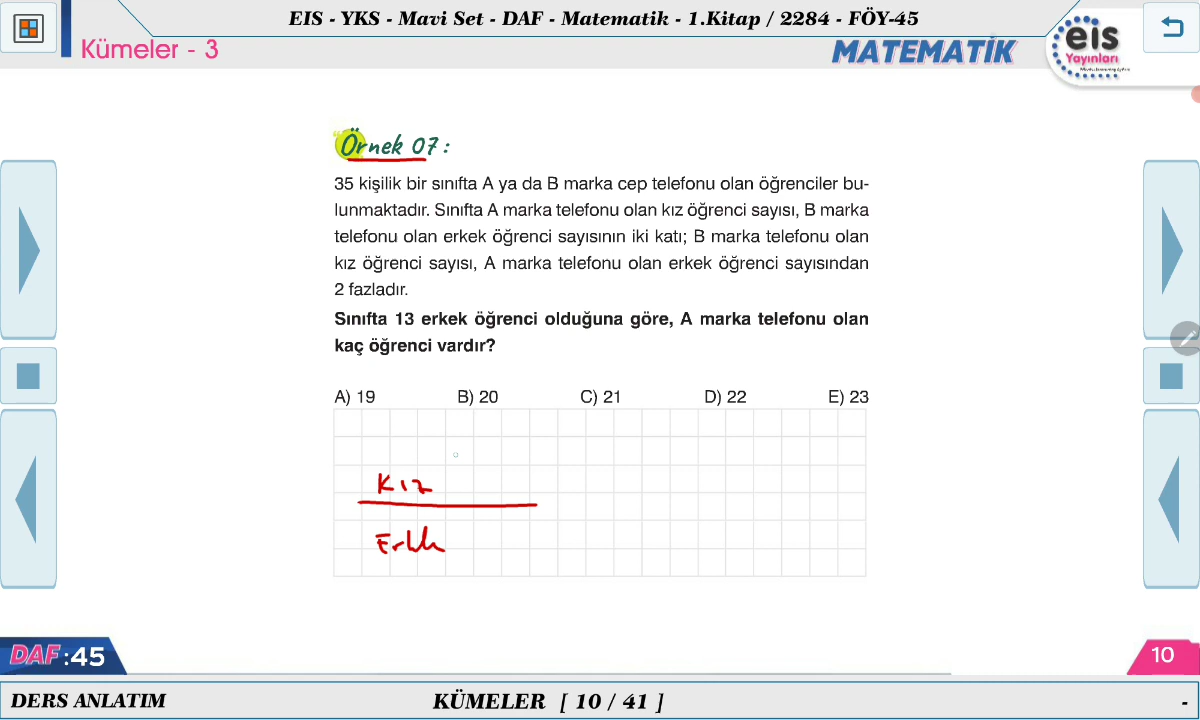 EIS - YKS - Mavi Set - DAF - Matematik - 1.Kitap / 2284 - FÖY-45
Kümeler - 3
MATEMATİK
eis
Yayınları
Örnek 07 :
35 kişilik bir sınıfta A ya da B marka cep telefonu olan öğrenciler bu-
lunmaktadır. Sınıfta A marka telefonu olan kız öğrenci sayısı, B marka
telefonu olan erkek öğrenci sayısının iki katı; B marka telefonu olan
kız öğrenci sayısı, A marka telefonu olan erkek öğrenci sayısından
2 fazladır.
Sınıfta 13 erkek öğrenci olduğuna göre, A marka telefonu olan
kaç öğrenci vardır?
A) 19 B) 20 C) 21 D) 22 E) 23
Kız
DAF :45
10
DERS ANLATIM KÜMELER [ 10 / 41 ] -